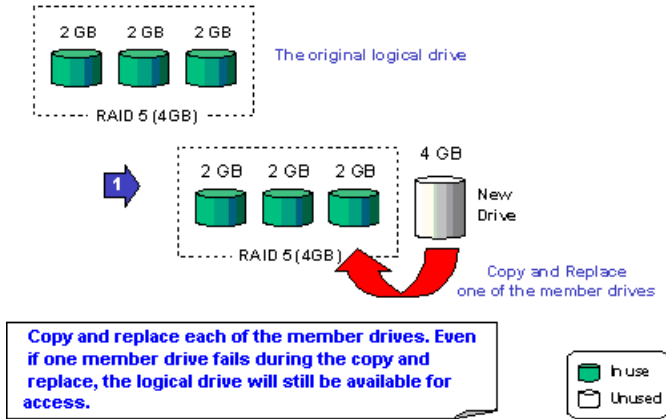 2 GB 2 GB 2 GB
The original logical drive
RAID 5 (4GB)
1
2 GB 2 GB 2 GB
4 GB
New
Drive
RAID 5 (4GB)
Copy and Replace
one of the member drives
Copy and replace each of the member drives. Even
if one member drive fails during the copy and
replace, the logical drive will still be available for
access.
In use
Unused